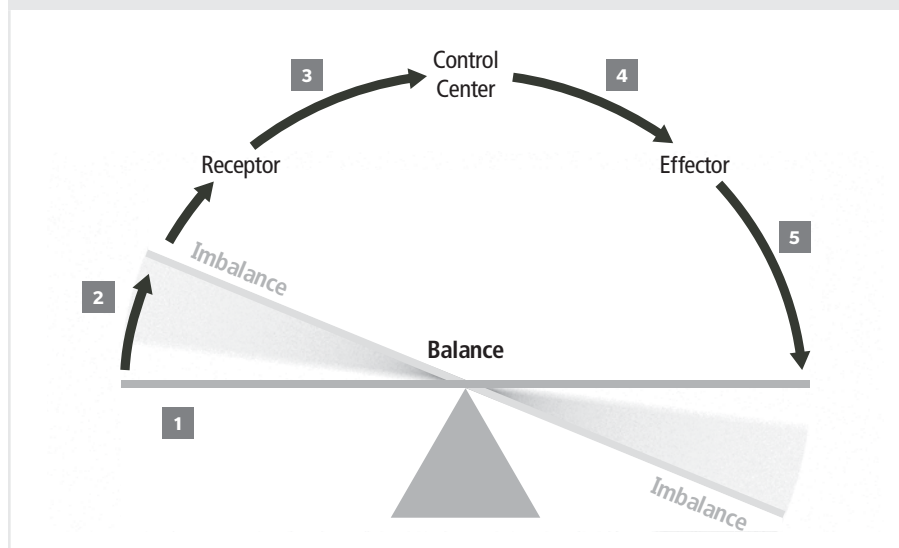 3
Control
Center
4
Receptor
Effector
5
Imbalance
2
Balance
1
Imbalance